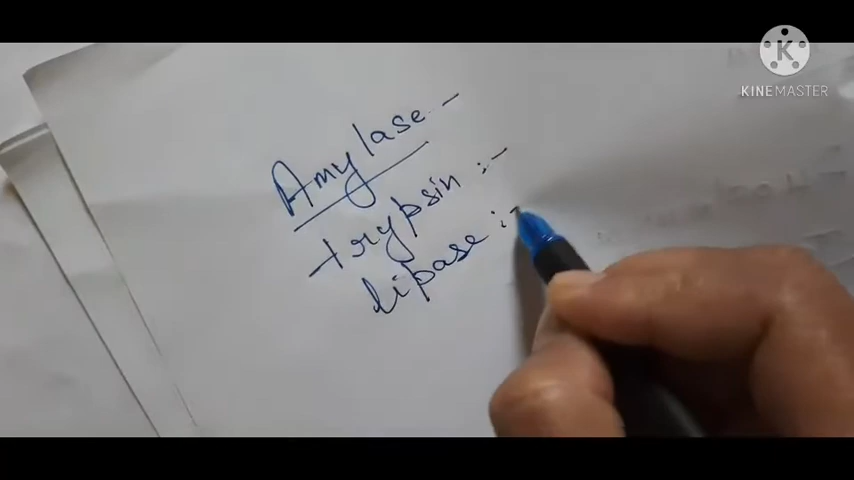 Amylase -
trypsin :-
lipase :-
K
KINEMASTER